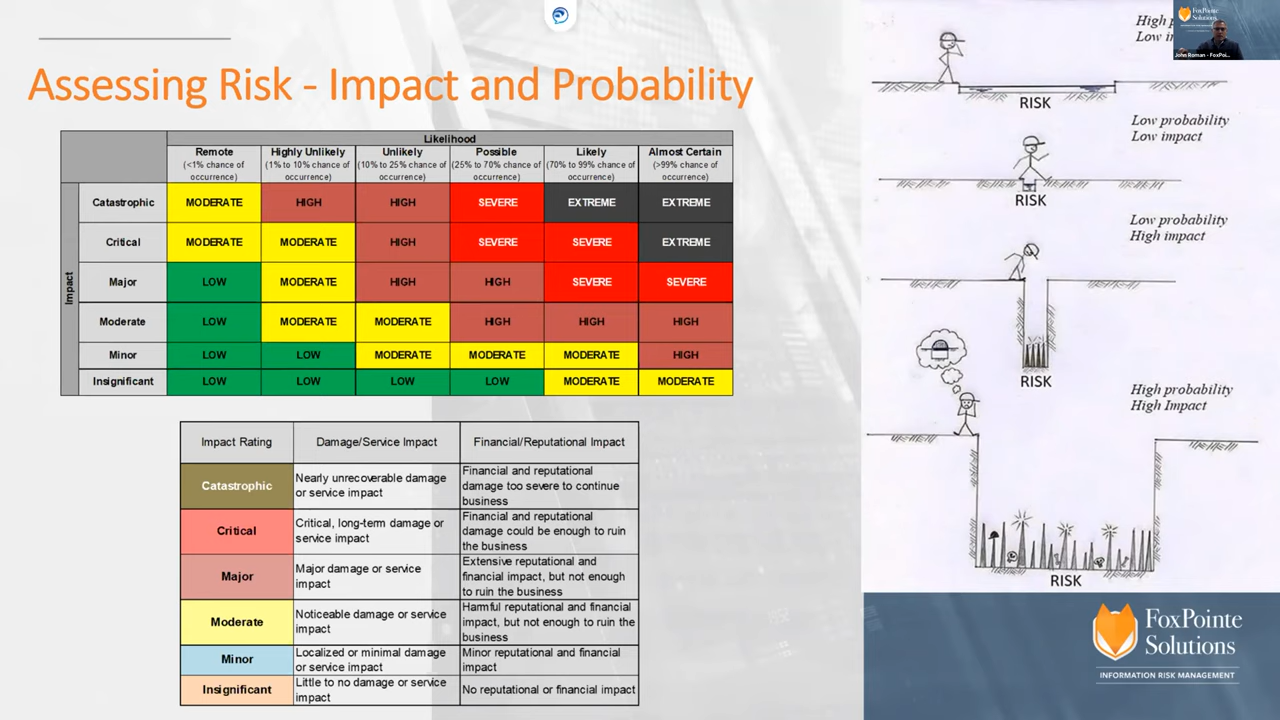 Assessing Risk - Impact and Probability
Likelihood
Remote
(<1% chance of
occurrence)
Highly Unlikely
(1% to 10% chance of
occurrence)
Unlikely
(10% to 25% chance of
occurrence)
Possible
(25% to 70% chance of
occurrence)
Likely
(70% to 99% chance of
occurrence)
Almost Certain
(>99% chance of
occurrence)
Impact
Catastrophic MODERATE HIGH HIGH SEVERE EXTREME EXTREME
Critical MODERATE MODERATE HIGH SEVERE SEVERE EXTREME
Major LOW MODERATE HIGH HIGH SEVERE SEVERE
Moderate LOW MODERATE MODERATE HIGH HIGH HIGH
Minor LOW LOW MODERATE MODERATE MODERATE HIGH
Insignificant LOW LOW LOW LOW MODERATE MODERATE
Impact Rating Damage/Service Impact Financial/Reputational Impact
Catastrophic
Nearly unrecoverable damage
or service impact
Financial and reputational
damage too severe to continue
business
Critical
Critical, long-term damage or
service impact
Financial and reputational
damage could be enough to ruin
the business
Major
Major damage or service
impact
Extensive reputational and
financial impact, but not enough
to ruin the business
Moderate
Noticeable damage or service
impact
Harmful reputational and financial
impact, but not enough to ruin the
business
Minor
Localized or minimal damage
or service impact
Minor reputational and financial
impact
Insignificant
Little to no damage or service
impact
No reputational or financial impact
High
Low
RISK
Low probability
Low impact
RISK
Low probability
High impact
RISK
High probability
High Impact
RISK
FoxPointe
Solutions
John Roman - FoxPoi...
FoxPointe
Solutions
INFORMATION RISK MANAGEMENT